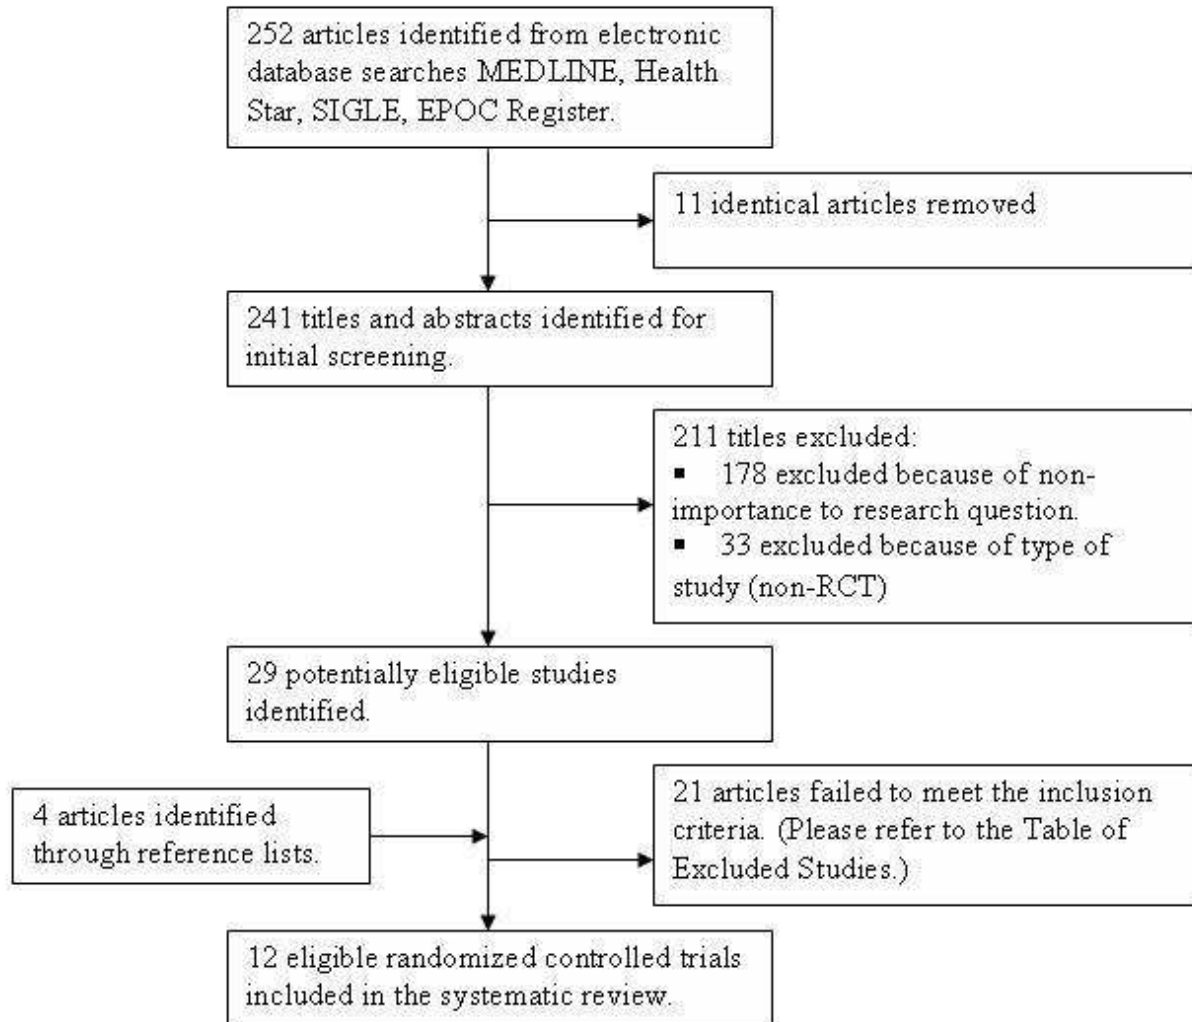 252 articles identified from electronic
database searches MEDLINE, Health
Star, SIGLE, EPOC Register.
11 identical articles removed
241 titles and abstracts identified for
initial screening.
211 titles excluded:
▪ 178 excluded because of non-
importance to research question.
▪ 33 excluded because of type of
study (non-RCT)
29 potentially eligible studies
identified.
4 articles identified
through reference lists.
21 articles failed to meet the inclusion
criteria. (Please refer to the Table of
Excluded Studies.)
12 eligible randomized controlled trials
included in the systematic review.